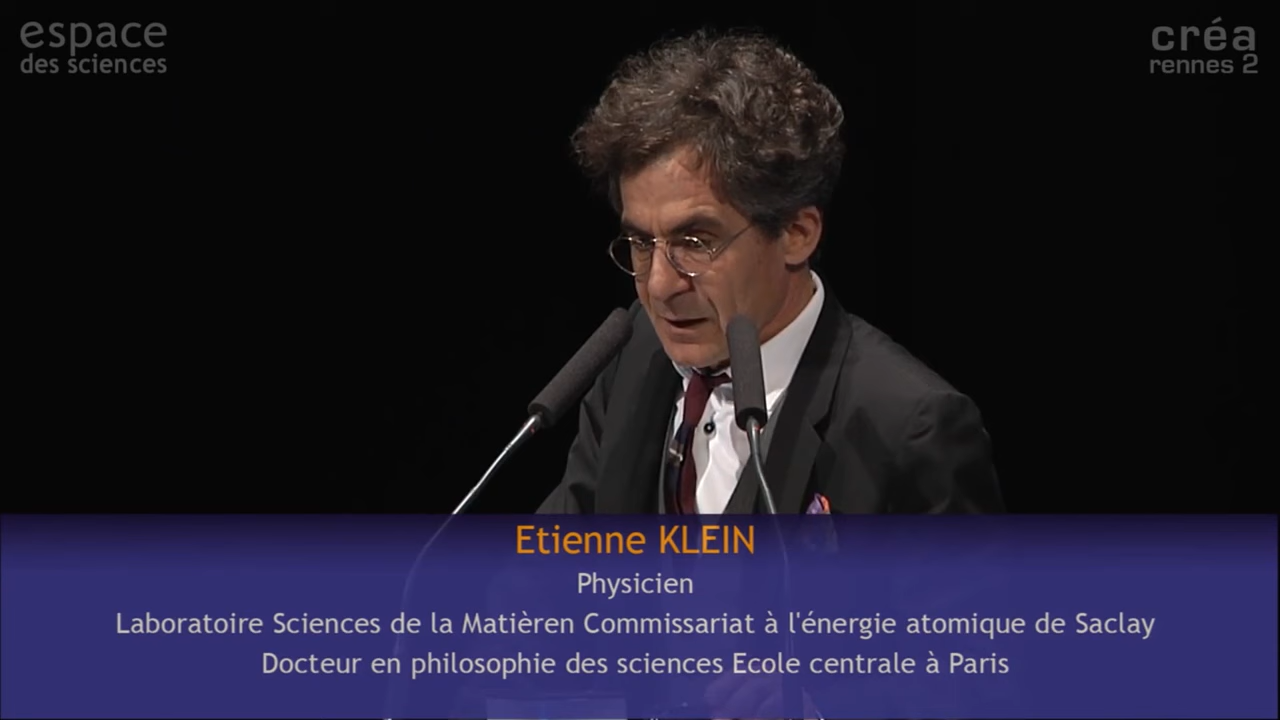 espace
des sciences
créa
rennes 2
Etienne KLEIN
Physicien
Laboratoire Sciences de la Matièren Commissariat à l'énergie atomique de Saclay
Docteur en philosophie des sciences Ecole centrale à Paris